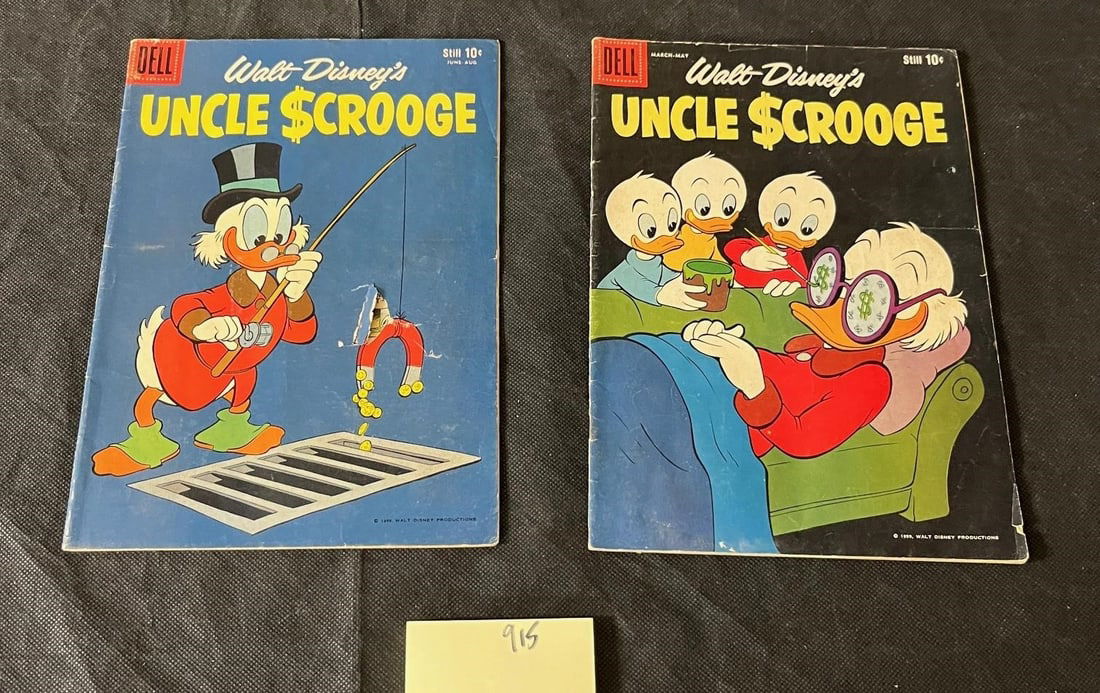 DELL
Still 10¢
JUNE-AUG
Walt Disney's
UNCLE $CROOGE
© 1959, WALT DISNEY PRODUCTIONS
DELL
MARCH-MAY
Still 10¢
Walt Disney's
UNCLE $CROOGE
$
$
© 1959, WALT DISNEY PRODUCTIONS
915